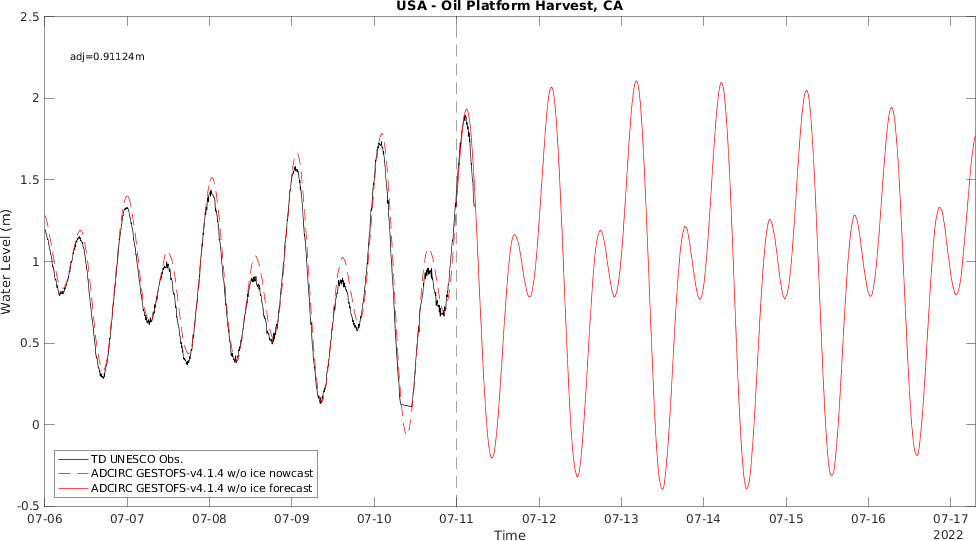 USA - Oil Platform Harvest, CA
adj=0.91124m
Water Level (m)
2.5
2
1.5
1
0.5
0
-0.5
TD UNESCO Obs.
ADCIRC GESTOFS-v4.1.4 w/o ice nowcast
ADCIRC GESTOFS-v4.1.4 w/o ice forecast
07-06 07-07 07-08 07-09 07-10 07-11 07-12 07-13 07-14 07-15 07-16 07-17
Time
2022